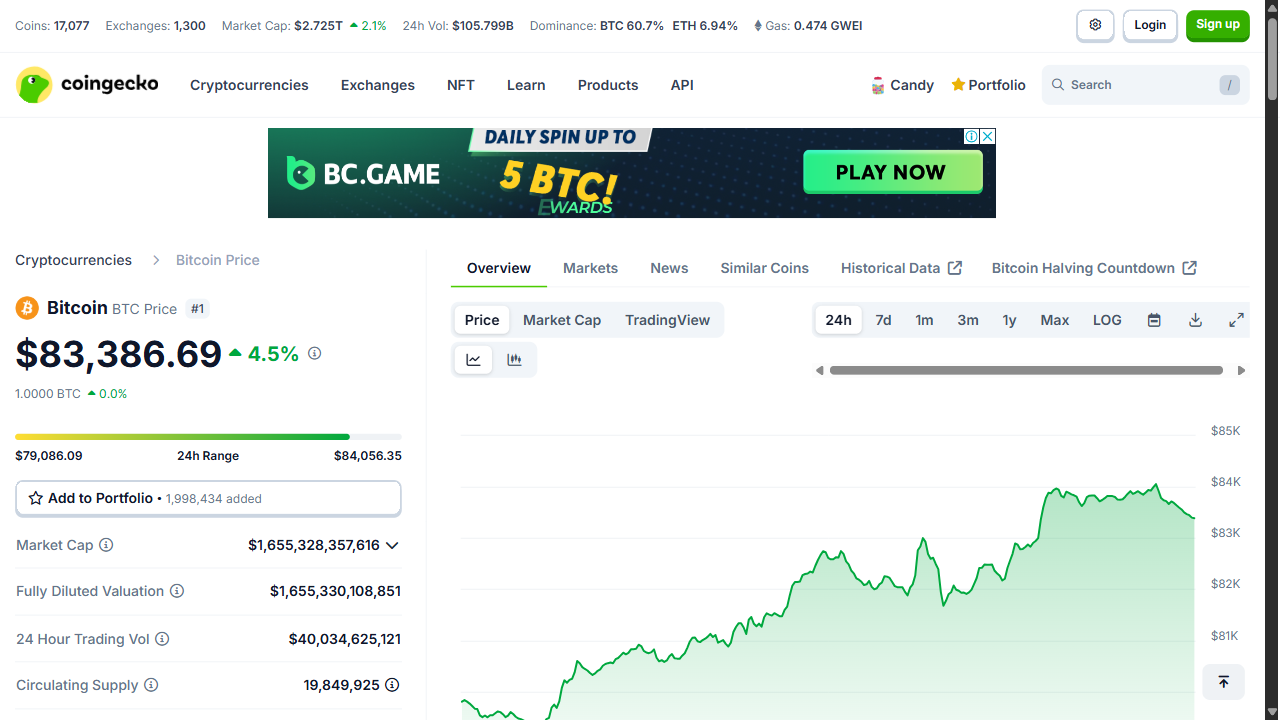 Coins: 17,077 Exchanges: 1,300 Market Cap: $2.725T 2.1% 24h Vol: $105.799B Dominance: BTC 60.7% ETH 6.94% Gas: 0.474 GWEI Login Sign up
coingecko Cryptocurrencies Exchanges NFT Learn Products API Candy Portfolio Search /
DAILY SPIN UP TO
BC.GAME 5 BTC! PLAY NOW
EWARDS
Cryptocurrencies Bitcoin Price
Overview Markets News Similar Coins Historical Data Bitcoin Halving Countdown
Bitcoin BTC Price #1
$83,386.69 4.5%
1.0000 BTC 0.0%
$79,086.09 24h Range $84,056.35
Add to Portfolio • 1,998,434 added
Market Cap $1,655,328,357,616
Fully Diluted Valuation $1,655,330,108,851
24 Hour Trading Vol $40,034,625,121
Circulating Supply 19,849,925
Price Market Cap TradingView 24h 7d 1m 3m 1y Max LOG
$85K
$84K
$83K
$82K
$81K